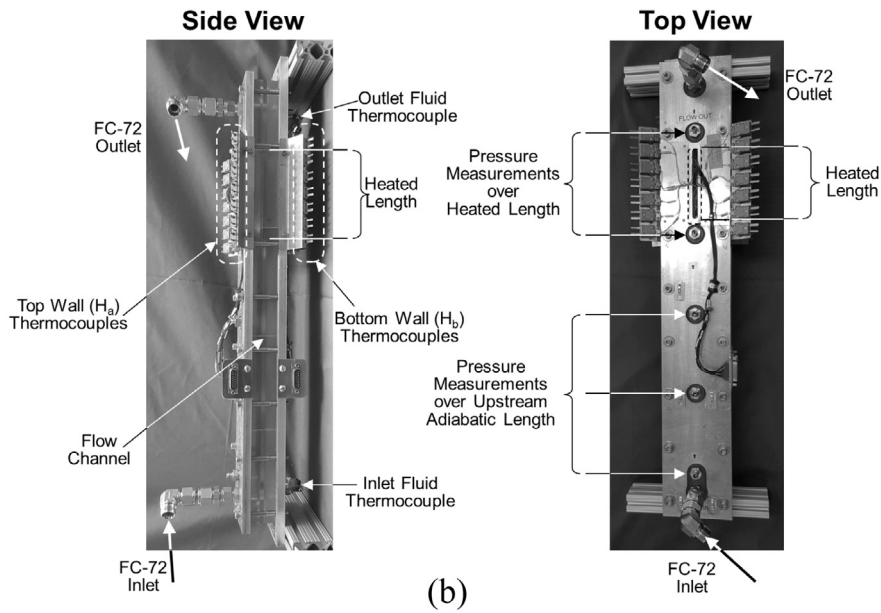 Side View
Top View
FC-72
Outlet
Outlet Fluid
Thermocouple
Heated
Length
Top Wall (Hₐ)
Thermocouples
Bottom Wall (H_b)
Thermocouples
Flow
Channel
Inlet Fluid
Thermocouple
FC-72
Inlet
FC-72
Outlet
FLOW OUT
Pressure
Measurements
over
Heated Length
Heated
Length
Pressure
Measurements
over Upstream
Adiabatic Length
FC-72
Inlet
(b)